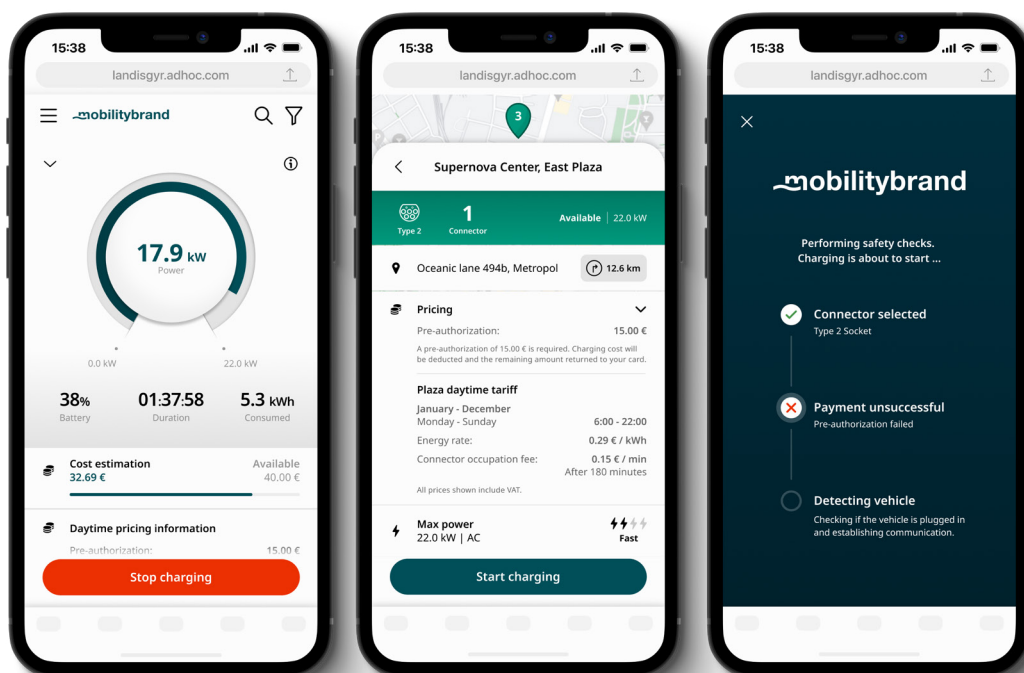 15:38
landisgyr.adhoc.com
mobilitybrand
17.9 kW
Power
0.0 kW 22.0 kW
38% 01:37:58 5.3 kWh
Battery Duration Consumed
Cost estimation Available
32.69 € 40.00 €
Daytime pricing information
Pre-authorization: 15.00 €
Stop charging
15:38
landisgyr.adhoc.com
3
Supernova Center, East Plaza
1 Available | 22.0 kW
Type 2 Connector
Oceanic lane 494b, Metropol 12.6 km
Pricing
Pre-authorization: 15.00 €
A pre-authorization of 15.00 € is required. Charging cost will
be deducted and the remaining amount returned to your card.
Plaza daytime tariff
January - December
Monday - Sunday 6:00 - 22:00
Energy rate: 0.29 € / kWh
Connector occupation fee: 0.15 € / min
After 180 minutes
All prices shown include VAT.
Max power
22.0 kW | AC Fast
Start charging
15:38
landisgyr.adhoc.com
mobilitybrand
Performing safety checks.
Charging is about to start ...
Connector selected
Type 2 Socket
Payment unsuccessful
Pre-authorization failed
Detecting vehicle
Checking if the vehicle is plugged in
and establishing communication.